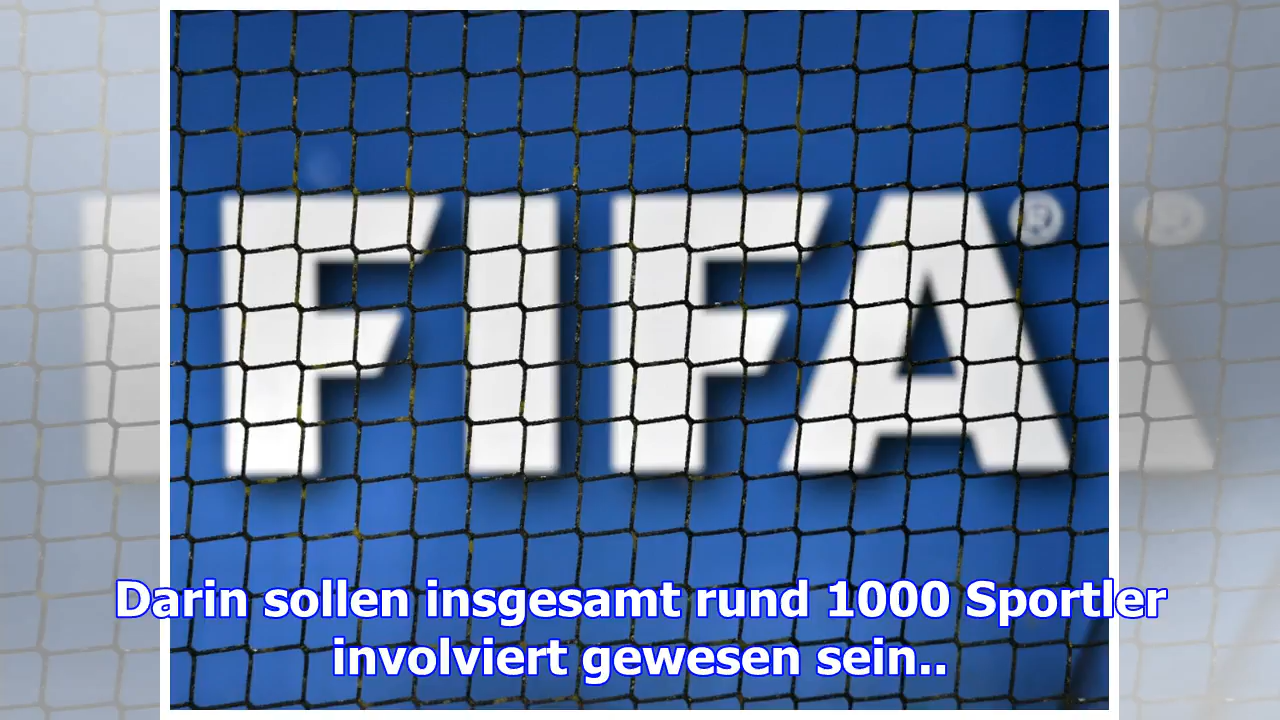 FIFA®
Darin sollen insgesamt rund 1000 Sportler
involviert gewesen sein..